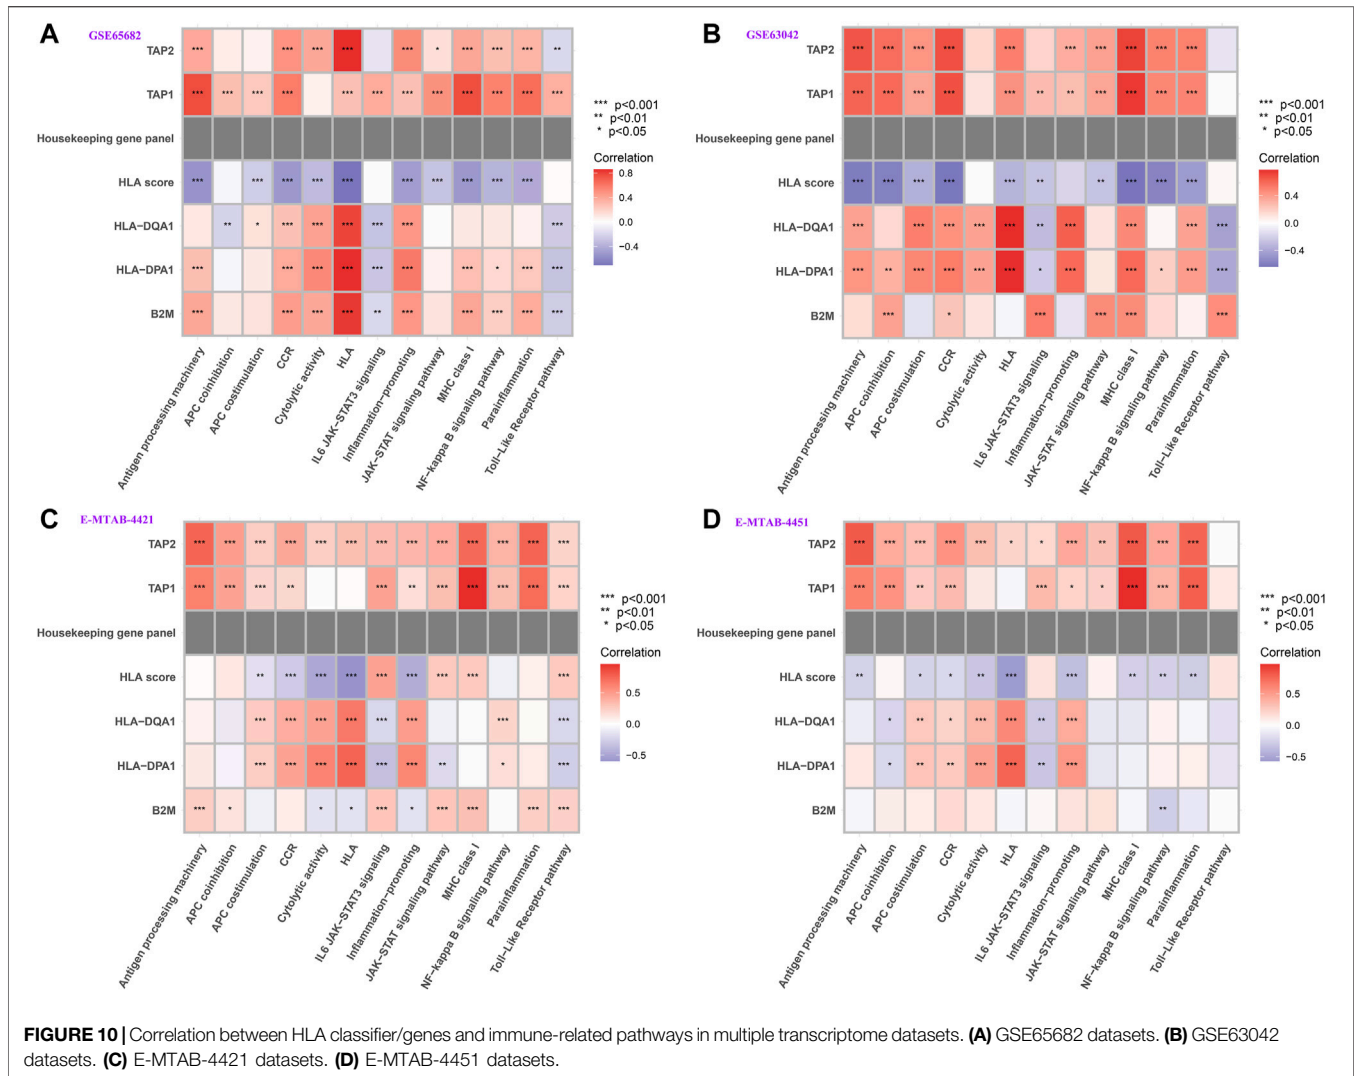 A
GSE65682
TAP2 *** *** *** *** *** * *** *** *** **
TAP1 *** *** *** *** *** *** *** *** *** *** *** ***
Housekeeping gene panel
HLA score *** *** *** *** *** *** *** *** *** ***
HLA−DQA1 ** * *** *** *** *** *** ***
HLA−DPA1 *** *** *** *** *** *** *** * *** ***
B2M *** *** *** *** ** *** *** *** *** ***
Antigen processing machinery
APC coinhibition
APC costimulation
CCR
Cytolytic activity
HLA
IL6 JAK−STAT3 signaling
Inflammation−promoting
JAK−STAT signaling pathway
MHC class I
NF−kappa B signaling pathway
Parainflammation
Toll−Like Receptor pathway
*** p<0.001
** p<0.01
* p<0.05
Correlation
0.8
0.4
0.0
−0.4
B
GSE63042
TAP2 *** *** *** *** *** *** *** *** *** *** ***
TAP1 *** *** *** *** *** ** ** *** *** *** ***
Housekeeping gene panel
HLA score *** *** *** *** *** ** ** *** *** ***
HLA−DQA1 *** *** *** *** *** ** *** *** *** ***
HLA−DPA1 *** ** *** *** *** *** * *** *** * *** ***
B2M *** * *** *** *** ***
Antigen processing machinery
APC coinhibition
APC costimulation
CCR
Cytolytic activity
HLA
IL6 JAK−STAT3 signaling
Inflammation−promoting
JAK−STAT signaling pathway
MHC class I
NF−kappa B signaling pathway
Parainflammation
Toll−Like Receptor pathway
*** p<0.001
** p<0.01
* p<0.05
Correlation
0.4
0.0
−0.4
C
E-MTAB-4421
TAP2 *** *** *** *** *** *** *** *** *** *** *** *** ***
TAP1 *** *** *** ** *** ** *** *** *** *** ***
Housekeeping gene panel
HLA score ** *** *** *** *** *** *** *** ***
HLA−DQA1 *** *** *** *** *** *** *** ***
HLA−DPA1 *** *** *** *** *** *** ** * ***
B2M *** * * * *** * *** *** *** ***
Antigen processing machinery
APC coinhibition
APC costimulation
CCR
Cytolytic activity
HLA
IL6 JAK−STAT3 signaling
Inflammation−promoting
JAK−STAT signaling pathway
MHC class I
NF−kappa B signaling pathway
Parainflammation
Toll−Like Receptor pathway
*** p<0.001
** p<0.01
* p<0.05
Correlation
0.5
0.0
−0.5
D
E-MTAB-4451
TAP2 *** *** *** *** *** * * *** ** *** *** ***
TAP1 *** *** ** *** *** * * *** *** ***
Housekeeping gene panel
HLA score ** * * ** *** *** ** ** **
HLA−DQA1 * ** * *** *** ** ***
HLA−DPA1 * ** ** *** *** ** ***
B2M **
Antigen processing machinery
APC coinhibition
APC costimulation
CCR
Cytolytic activity
HLA
IL6 JAK−STAT3 signaling
Inflammation−promoting
JAK−STAT signaling pathway
MHC class I
NF−kappa B signaling pathway
Parainflammation
Toll−Like Receptor pathway
*** p<0.001
** p<0.01
* p<0.05
Correlation
0.5
0.0
−0.5
FIGURE 10 | Correlation between HLA classifier/genes and immune-related pathways in multiple transcriptome datasets. (A) GSE65682 datasets. (B) GSE63042
datasets. (C) E-MTAB-4421 datasets. (D) E-MTAB-4451 datasets.